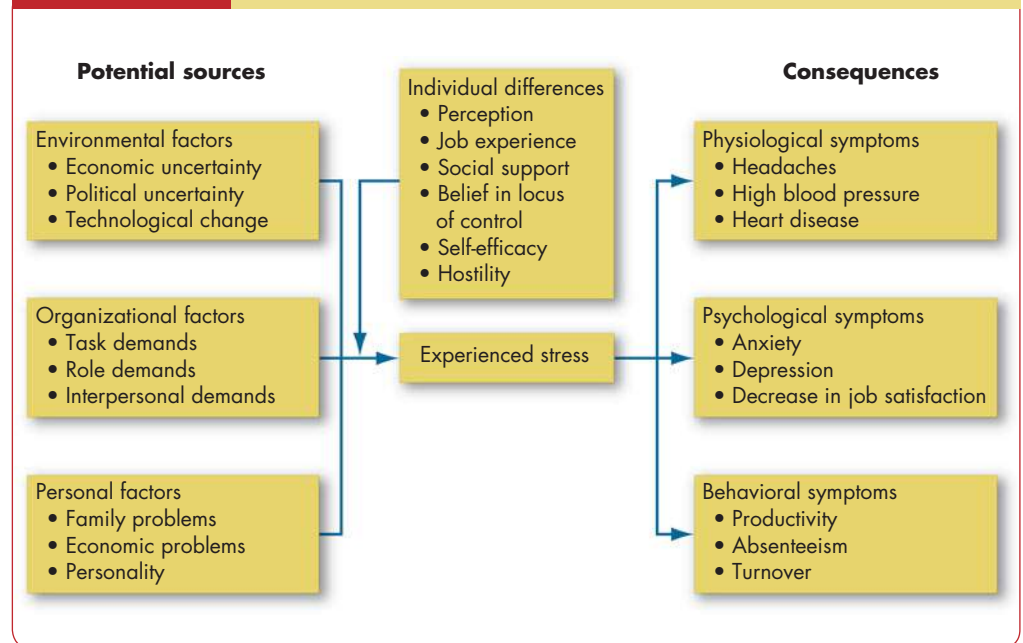 Potential sources
Environmental factors
• Economic uncertainty
• Political uncertainty
• Technological change
Organizational factors
• Task demands
• Role demands
• Interpersonal demands
Personal factors
• Family problems
• Economic problems
• Personality
Individual differences
• Perception
• Job experience
• Social support
• Belief in locus
of control
• Self-efficacy
• Hostility
Experienced stress
Consequences
Physiological symptoms
• Headaches
• High blood pressure
• Heart disease
Psychological symptoms
• Anxiety
• Depression
• Decrease in job satisfaction
Behavioral symptoms
• Productivity
• Absenteeism
• Turnover